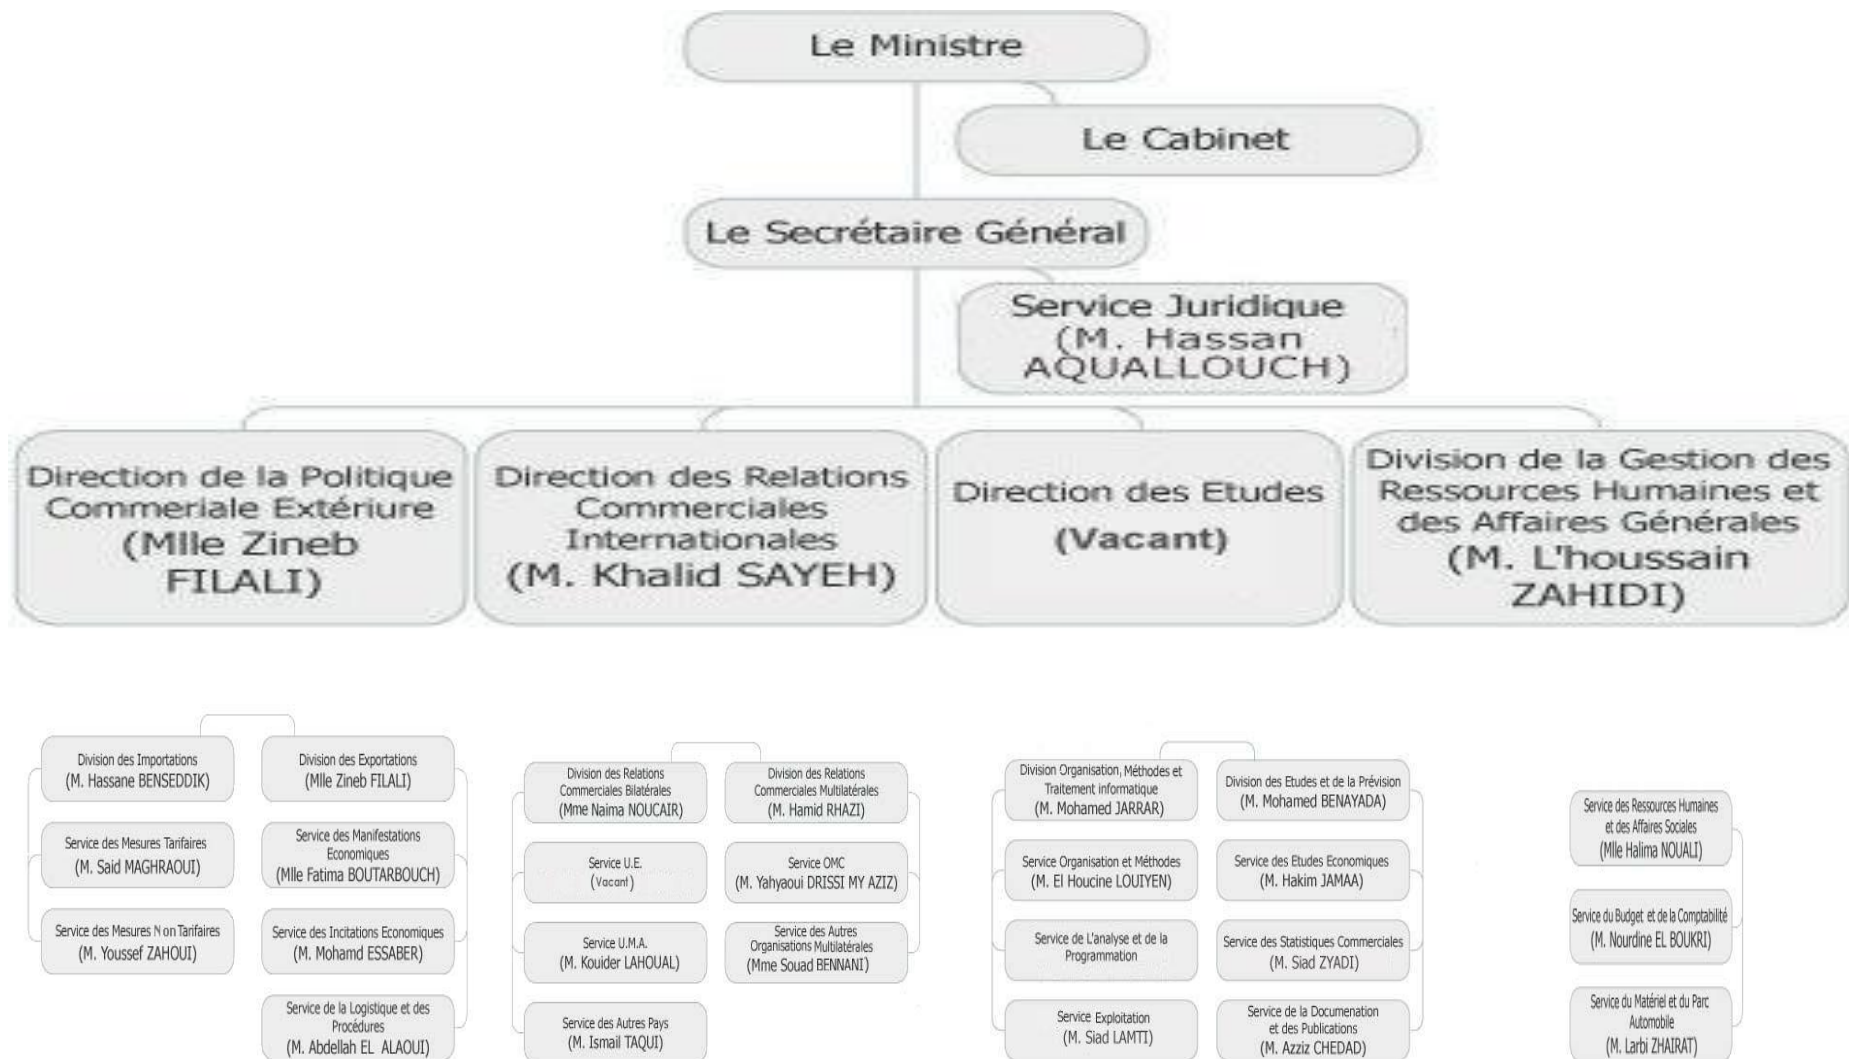 Le Ministre
Le Cabinet
Le Secrétaire Général
Service Juridique
(M. Hassan
AQUALLOUCH)
Direction de la Politique
Commeriale Extériure
(Mlle Zineb
FILALI)
Direction des Relations
Commerciales
Internationales
(M. Khalid SAYEH)
Direction des Etudes
(Vacant)
Division de la Gestion des
Ressources Humaines et
des Affaires Générales
(M. L'houssain
ZAHIDI)
Division des Importations
(M. Hassane BENSEDDIK)
Service des Mesures Tarifaires
(M. Said MAGHRAOUI)
Service des Mesures Non Tarifaires
(M. Youssef ZAHOUI)
Division des Exportations
(Mlle Zineb FILALI)
Service des Manifestations
Economiques
(Mlle Fatima BOUTARBOUCH)
Service des Incitations Economiques
(M. Mohamd ESSABER)
Service de la Logistique et des
Procédures
(M. Abdellah EL ALAOUI)
Division des Relations
Commerciales Bilatérales
(Mme Naima NOUCAIR)
Service U.E.
(Vacant)
Service U.M.A.
(M. Kouider LAHOUAL)
Service des Autres Pays
(M. Ismail TAQUI)
Division des Relations
Commerciales Multilatérales
(M. Hamid RHAZI)
Service OMC
(M. Yahyaoui DRISSI MY AZIZ)
Service des Autres
Organisations Multilatérales
(Mme Souad BENNANI)
Division Organisation, Méthodes et
Traitement informatique
(M. Mohamed JARRAR)
Service Organisation et Méthodes
(M. El Houcine LOUIYEN)
Service de L'analyse et de la
Programmation
Service Exploitation
(M. Siad LAMTI)
Division des Etudes et de la Prévision
(M. Mohamed BENAYADA)
Service des Etudes Economiques
(M. Hakim JAMAA)
Service des Statistiques Commerciales
(M. Siad ZYADI)
Service de la Documenation
et des Publications
(M. Azziz CHEDAD)
Service des Ressources Humaines
et des Affaires Sociales
(Mlle Halima NOUALI)
Service du Budget et de la Comptabilité
(M. Nourdine EL BOUKRI)
Service du Matériel et du Parc
Automobile
(M. Larbi ZHAIRAT)